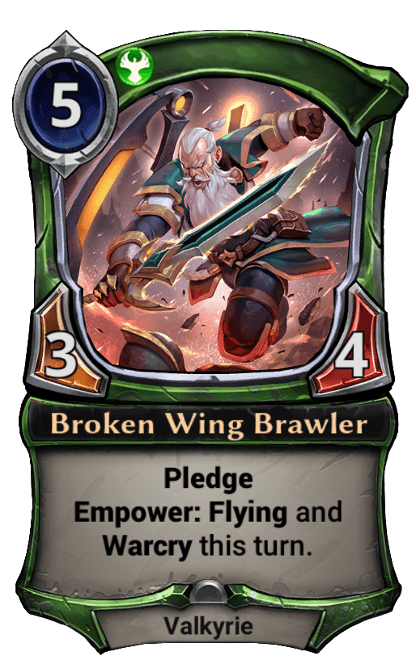 5
3
4
Broken Wing Brawler
Pledge
Empower: Flying and
Warcry this turn.
Valkyrie